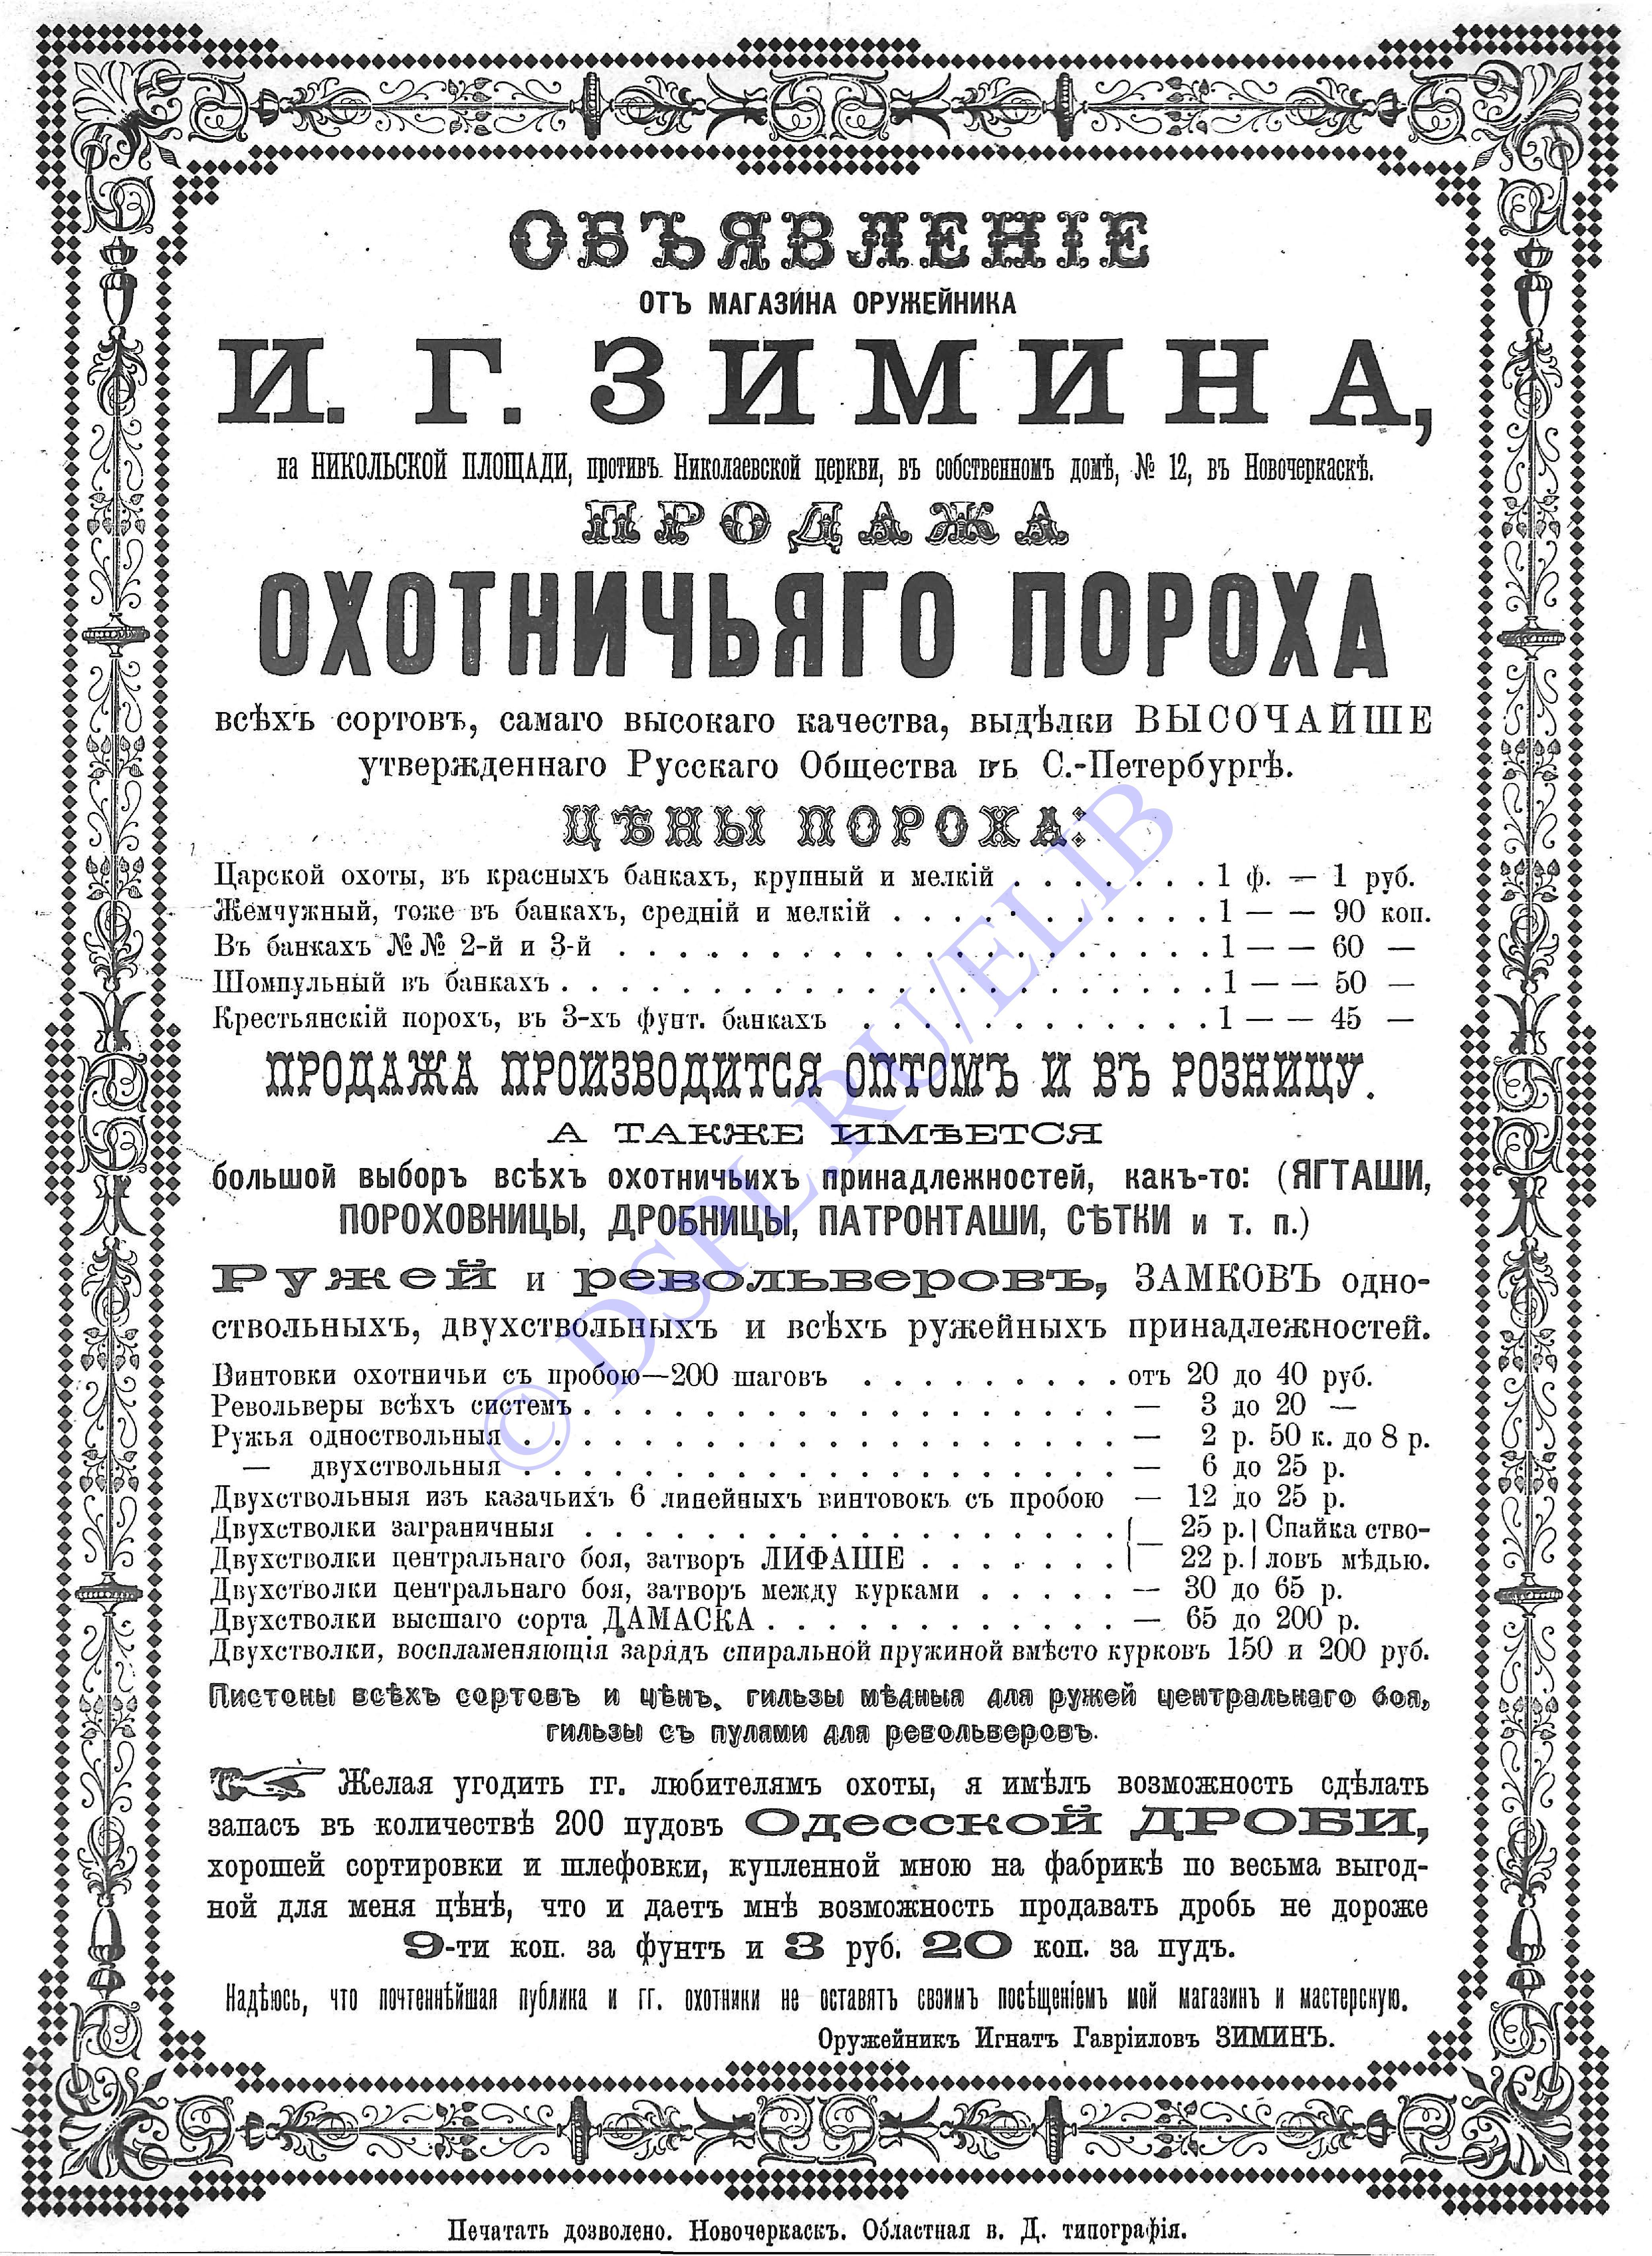 ОБЪЯВЛЕНІЕ
ОТЪ МАГАЗИНА ОРУЖЕЙНИКА
И. Г. ЗИМИНА,
на НИКОЛЬСКОЙ ПЛОЩАДИ, противъ Николаевской церкви, въ собственномъ домѣ, № 12, въ Новочеркаскѣ.
ПРОДАЖА
ОХОТНИЧЬЯГО ПОРОХА
всѣхъ сортовъ, самаго высокаго качества, выдѣлки ВЫСОЧАЙШЕ
утвержденнаго Русскаго Общества въ С.-Петербургѣ.
ЦѢНЫ ПОРОХА:
Царской охоты, въ красныхъ банкахъ, крупный и мелкій . . . . . . . 1 ф. — 1 руб.
Жемчужный, тоже въ банкахъ, средній и мелкій . . . . . . . . . . . 1 — — 90 коп.
Въ банкахъ №№ 2-й и 3-й . . . . . . . . . . . . . . . . . . . 1 — — 60 —
Шомпульный въ банкахъ . . . . . . . . . . . . . . . . . . . . . 1 — — 50 —
Крестьянскій порохъ, въ 3-хъ фунт. банкахъ . . . . . . . . . . . . 1 — — 45 —
ПРОДАЖА ПРОИЗВОДИТСЯ ОПТОМЪ И ВЪ РОЗНИЦУ.
А ТАКЖЕ ИМѢЕТСЯ
большой выборъ всѣхъ охотничьихъ принадлежностей, какъ-то: (ЯГТАШИ,
ПОРОХОВНИЦЫ, ДРОБНИЦЫ, ПАТРОНТАШИ, СѢТКИ и т. п.)
Ружей и револьверовъ, ЗАМКОВЪ одно-
ствольныхъ, двухствольныхъ и всѣхъ ружейныхъ принадлежностей.
Винтовки охотничьи съ пробою—200 шаговъ . . . . . . . . . отъ 20 до 40 руб.
Револьверы всѣхъ системъ . . . . . . . . . . . . . . . . . . — 3 до 20 —
Ружья одноствольныя . . . . . . . . . . . . . . . . . . . . — 2 р. 50 к. до 8 р.
— двухствольныя . . . . . . . . . . . . . . . . . . . . — 6 до 25 р.
Двухствольныя изъ казачьихъ 6 линейныхъ винтовокъ съ пробою — 12 до 25 р.
Двухстволки заграничныя . . . . . . . . . . . . . . . . . . { — 25 р. | Спайка ство-
Двухстволки центральнаго боя, затворъ ЛИФАШЕ . . . . . . . { 22 р. | ловъ мѣдью.
Двухстволки центральнаго боя, затворъ между курками . . . . . — 30 до 65 р.
Двухстволки высшаго сорта ДАМАСКА . . . . . . . . . . . . — 65 до 200 р.
Двухстволки, воспламеняющія зарядъ спиральной пружиной вмѣсто курковъ 150 и 200 руб.
Пистоны всѣхъ сортовъ и цѣнъ, гильзы мѣдныя для ружей центральнаго боя,
гильзы съ пулями для револьверовъ.
Желая угодить гг. любителямъ охоты, я имѣлъ возможность сдѣлать
запасъ въ количествѣ 200 пудовъ Одесской ДРОБИ,
хорошей сортировки и шлефовки, купленной мною на фабрикѣ по весьма выгод-
ной для меня цѣнѣ, что и даетъ мнѣ возможность продавать дробь не дороже
9-ти коп. за фунтъ и 3 руб. 20 коп. за пудъ.
Надѣюсь, что почтеннѣйшая публика и гг. охотники не оставятъ своимъ посѣщеніемъ мой магазинъ и мастерскую.
Оружейникъ Игнатъ Гавріиловъ ЗИМИНЪ.
Печатать дозволено. Новочеркаскъ. Областная в. Д. типографія.
© DSPL.RU/ELIB